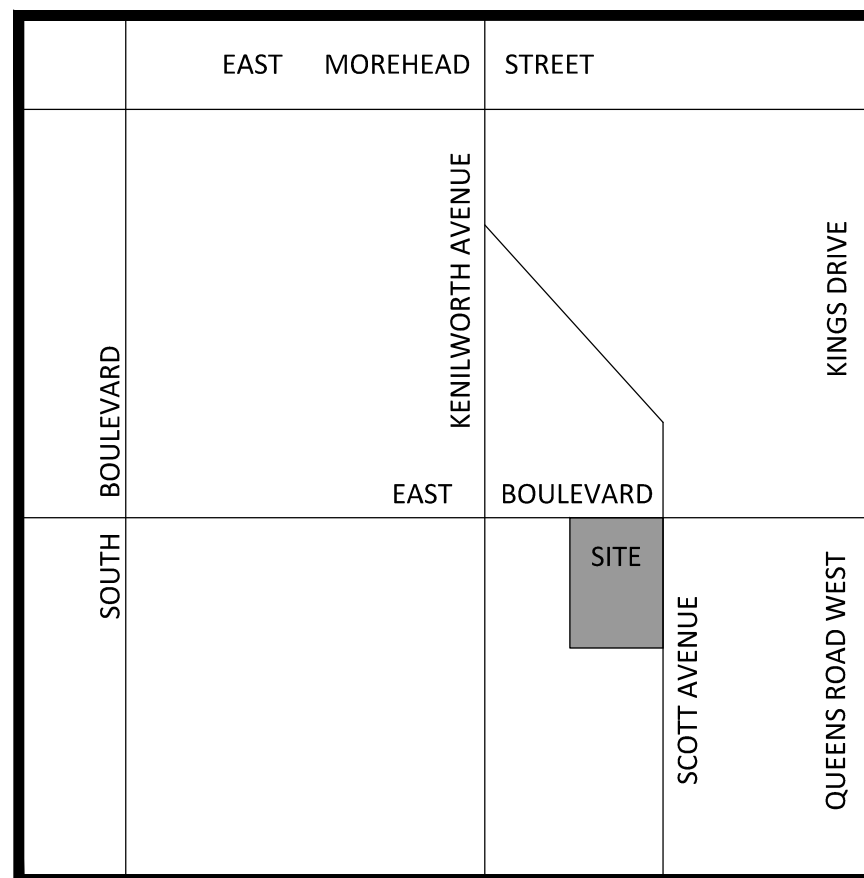 EAST MOREHEAD STREET
KENILWORTH AVENUE
KINGS DRIVE
SOUTH BOULEVARD
EAST BOULEVARD
SITE
SCOTT AVENUE
QUEENS ROAD WEST